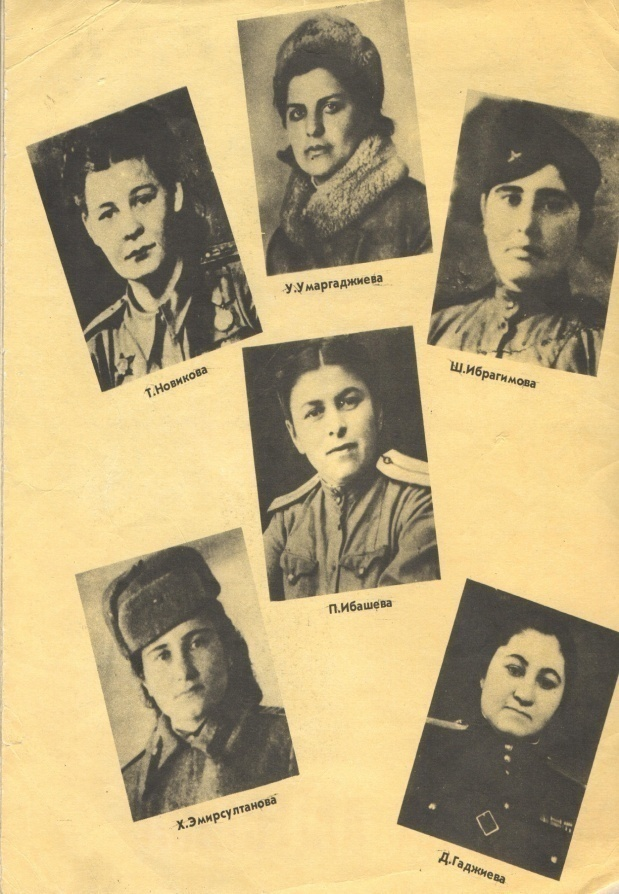 У.Умаргаджиева
Т.Новикова
Ш.Ибрагимова
П.Ибашева
Х.Эмирсултанова
Д.Гаджиева